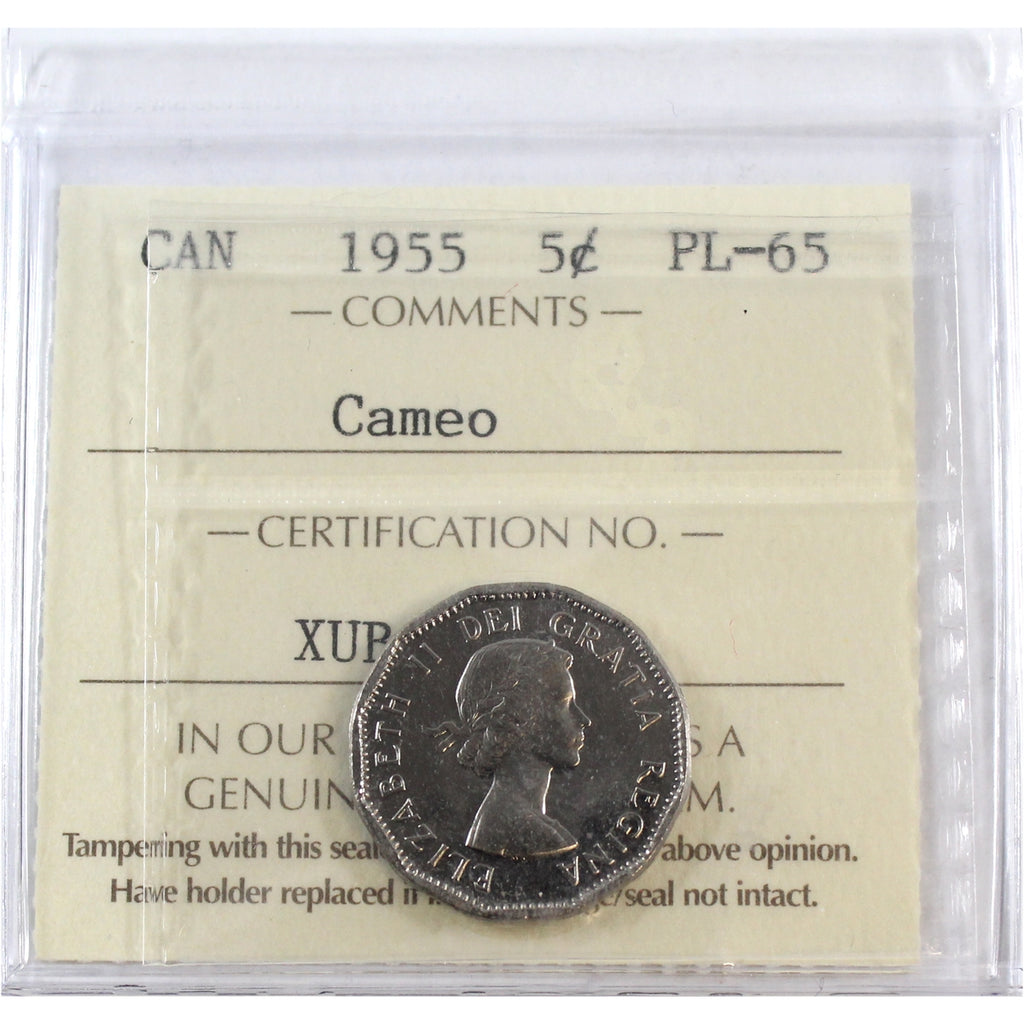 CAN 1955 5¢ PL-65
— COMMENTS —
Cameo
— CERTIFICATION NO. —
XUP
IN OUR S A
GENUIN M.
Tampering with this seal above opinion.
Have holder replaced if /seal not intact.
ELIZABETH II DEI GRATIA REGINA